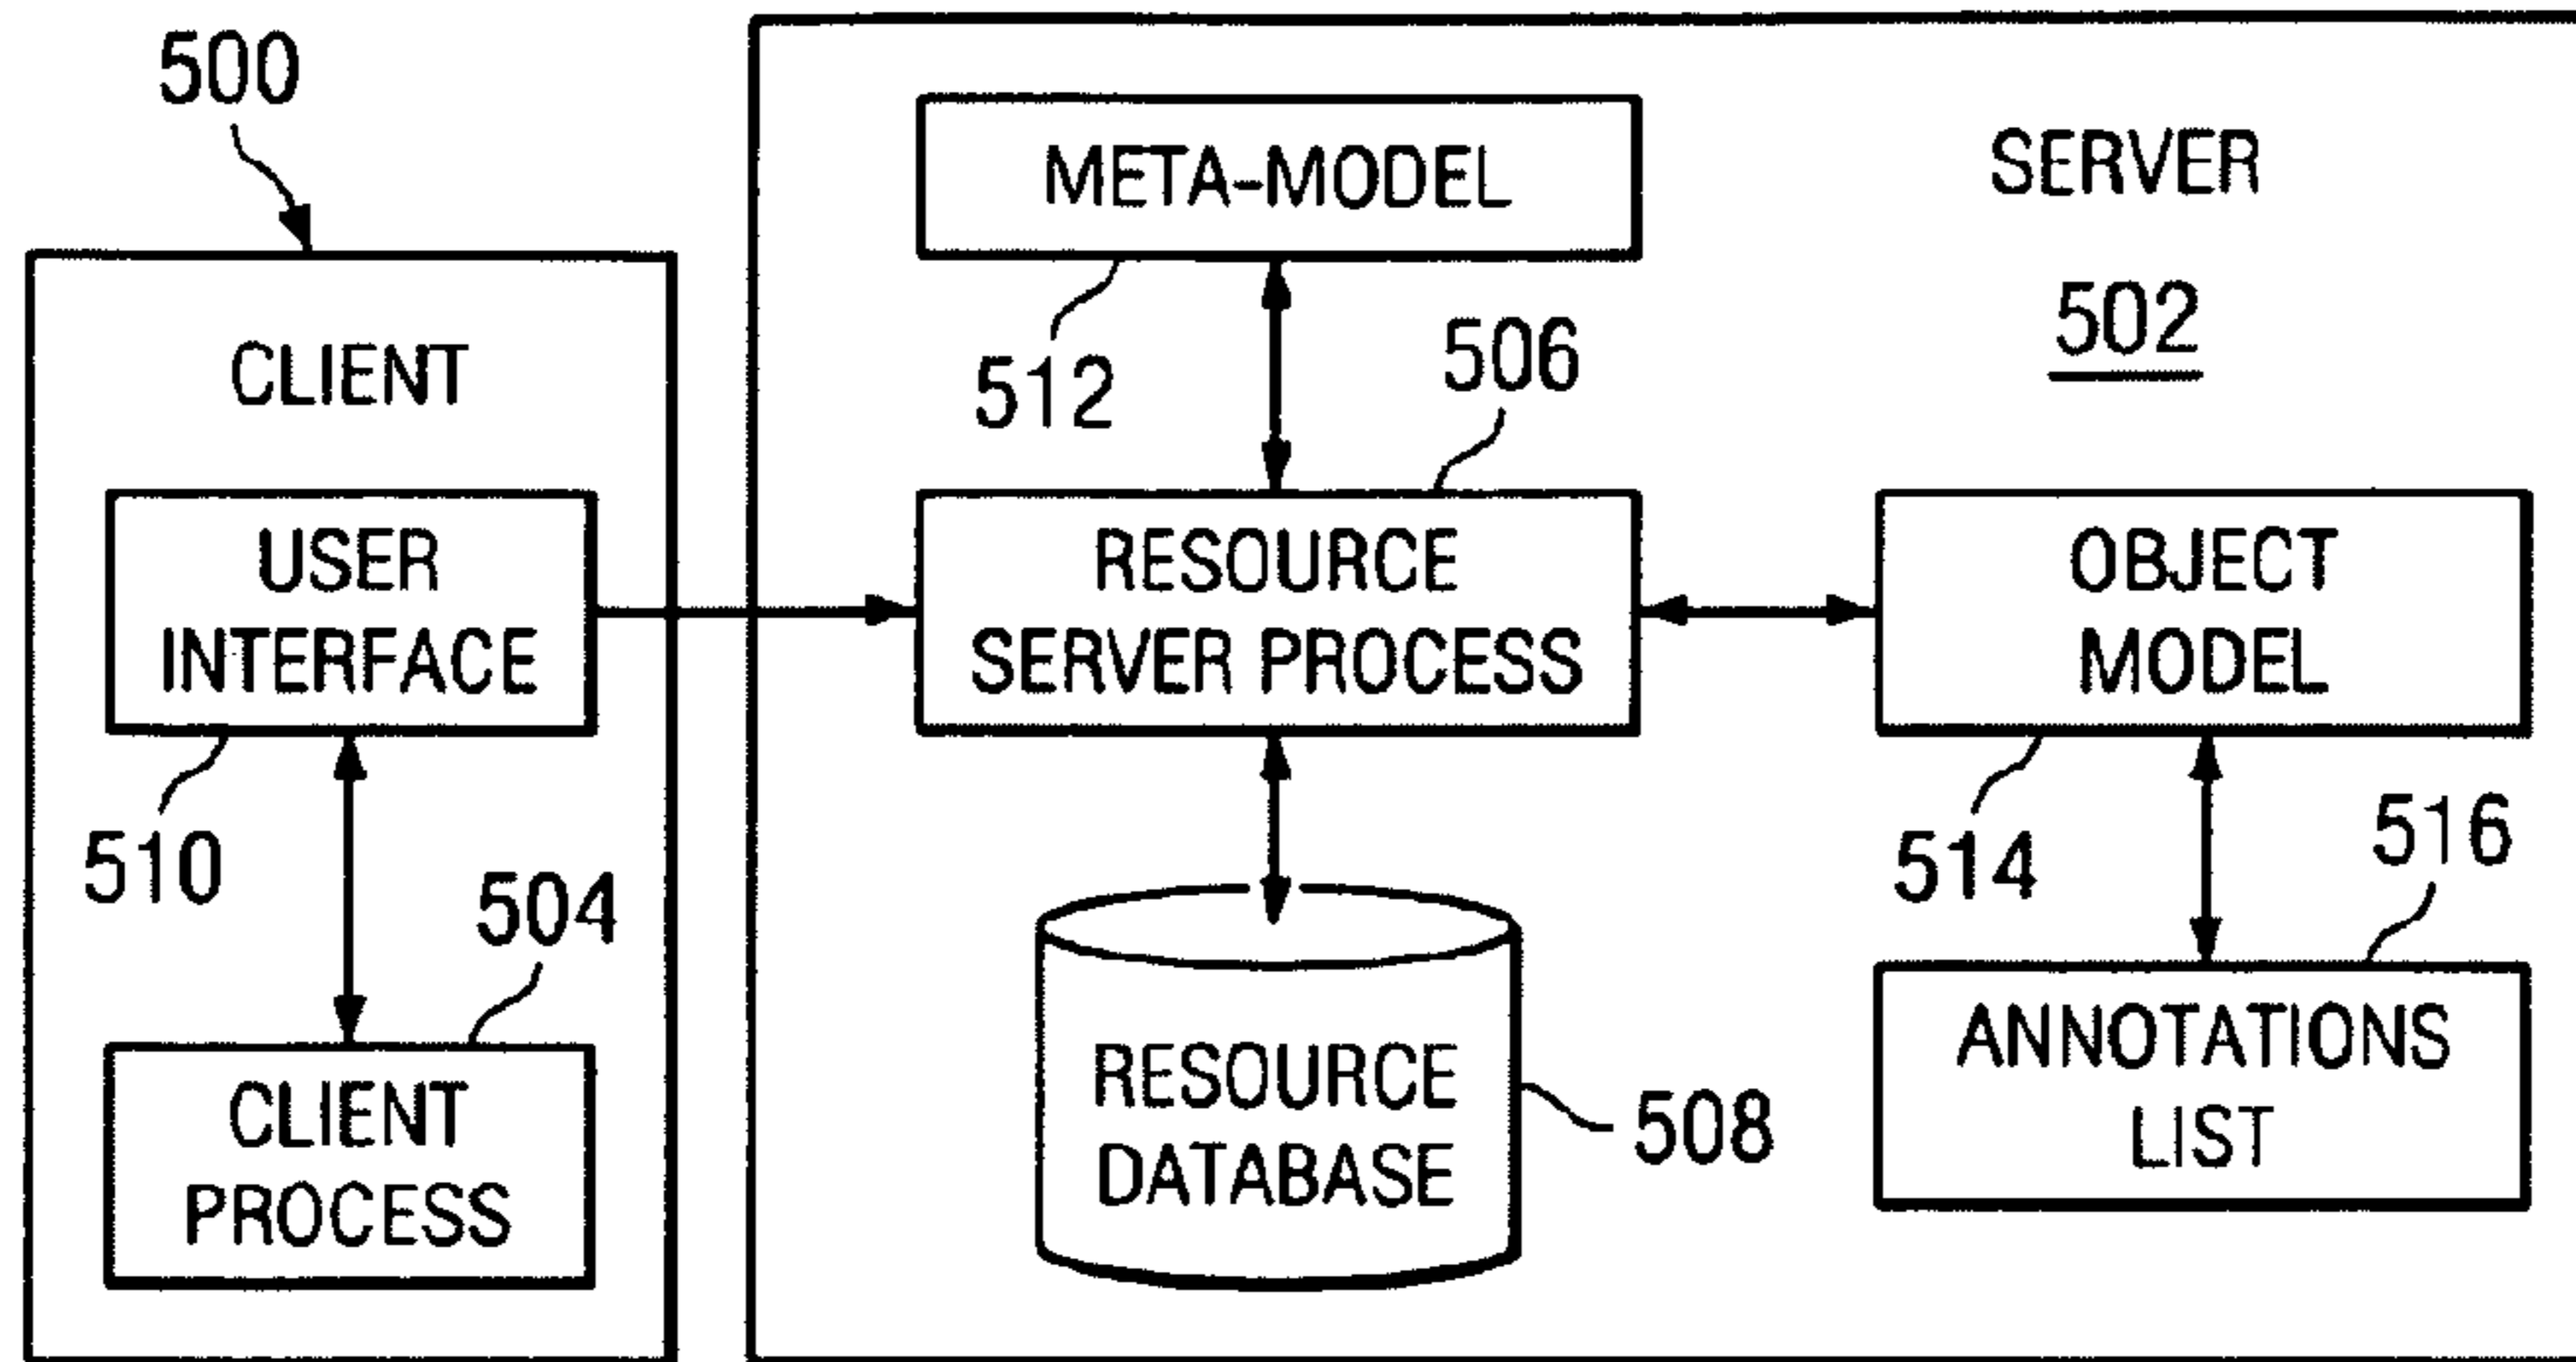 500
CLIENT
USER
INTERFACE
510
504
CLIENT
PROCESS
META-MODEL
SERVER
502
512
506
RESOURCE
SERVER PROCESS
OBJECT
MODEL
514
516
RESOURCE
DATABASE
508
ANNOTATIONS
LIST